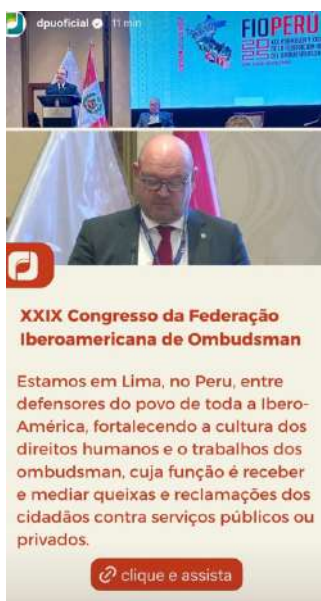 dpuoficial 11 min
FIOPERU
XXIX Congresso da Federação
Iberoamericana de Ombudsman
Estamos em Lima, no Peru, entre
defensores do povo de toda a Ibero-
América, fortalecendo a cultura dos
direitos humanos e o trabalhos dos
ombudsman, cuja função é receber
e mediar queixas e reclamações dos
cidadãos contra serviços públicos ou
privados.
clique e assista